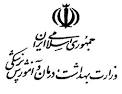 جمهوری اسلامی ایران
وزارت بهداشت، درمان و آموزش پزشکی